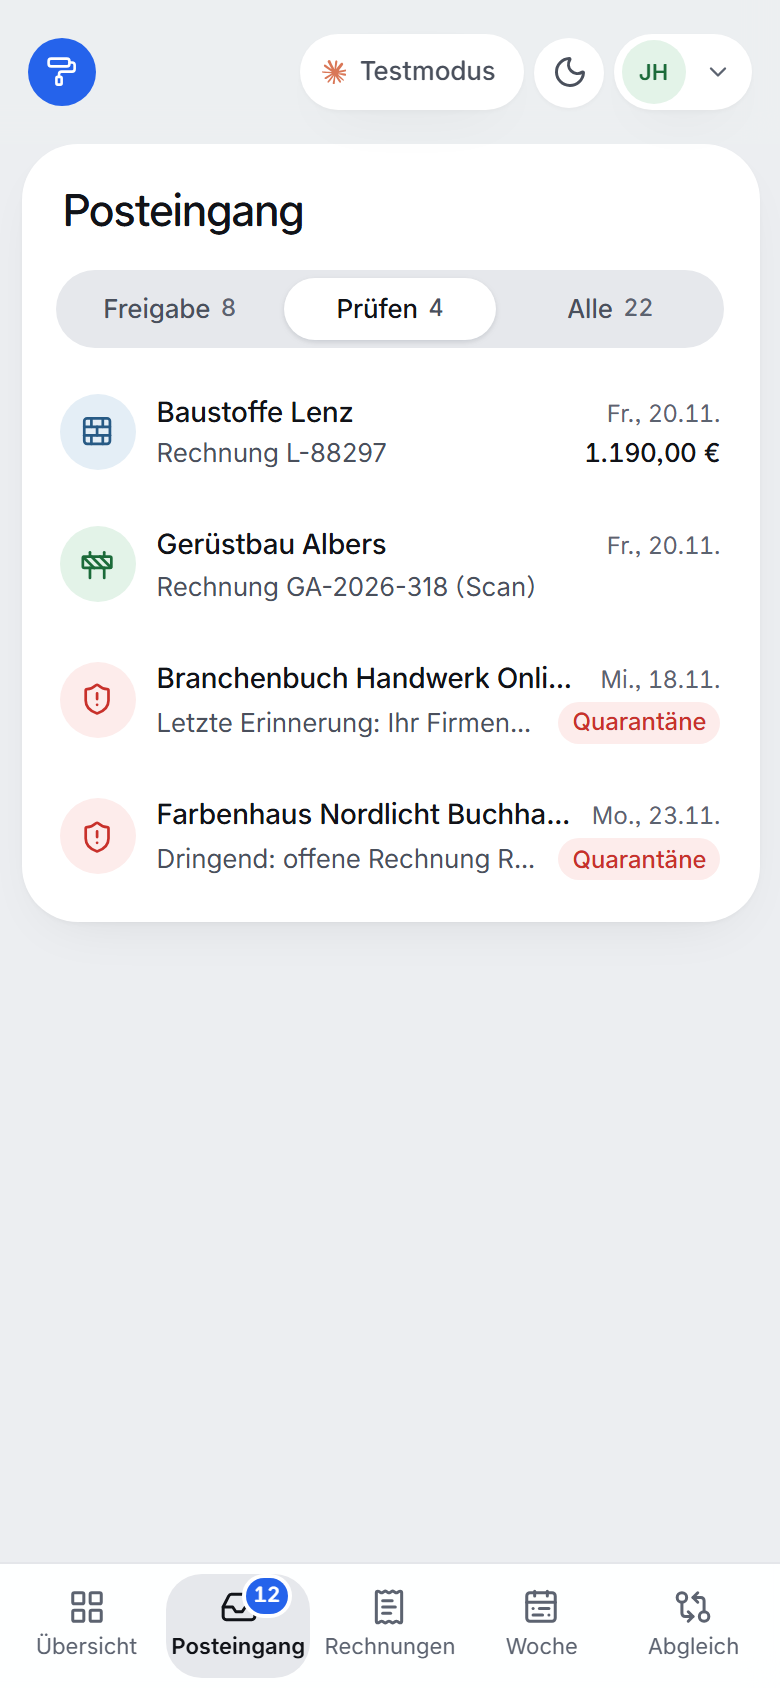 Testmodus
JH
Posteingang
Freigabe 8
Prüfen 4
Alle 22
Baustoffe Lenz
Fr., 20.11.
Rechnung L-88297
1.190,00 €
Gerüstbau Albers
Fr., 20.11.
Rechnung GA-2026-318 (Scan)
Branchenbuch Handwerk Onli...
Mi., 18.11.
Letzte Erinnerung: Ihr Firmen...
Quarantäne
Farbenhaus Nordlicht Buchha...
Mo., 23.11.
Dringend: offene Rechnung R...
Quarantäne
12
Übersicht
Posteingang
Rechnungen
Woche
Abgleich